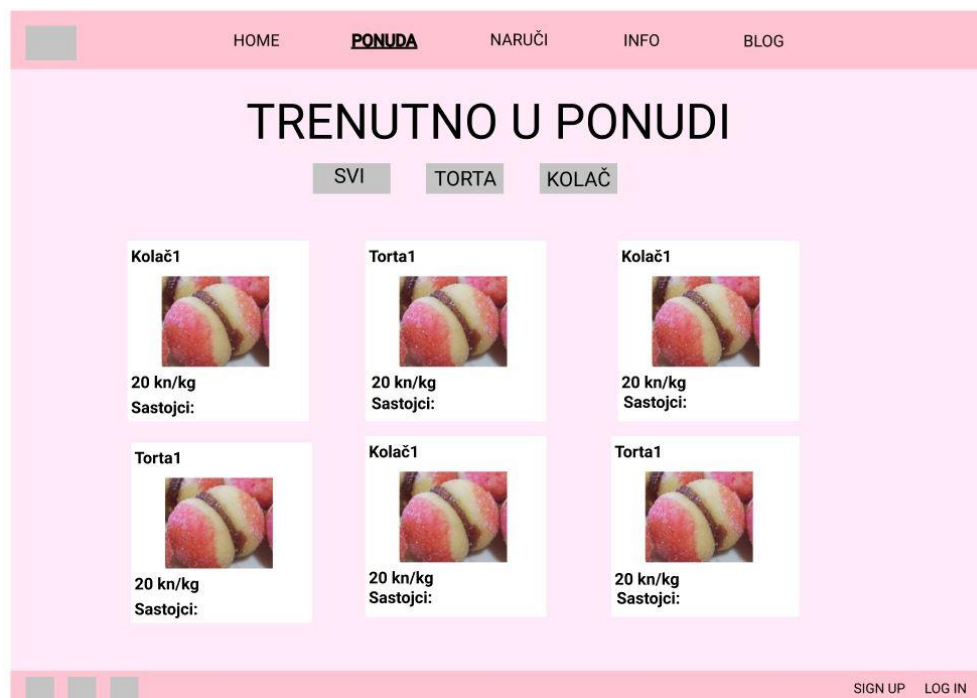 HOME PONUDA NARUČI INFO BLOG
TRENUTNO U PONUDI
SVI TORTA KOLAČ
Kolač1
20 kn/kg
Sastojci:
Torta1
20 kn/kg
Sastojci:
Kolač1
20 kn/kg
Sastojci:
Torta1
20 kn/kg
Sastojci:
Kolač1
20 kn/kg
Sastojci:
Torta1
20 kn/kg
Sastojci:
SIGN UP LOG IN